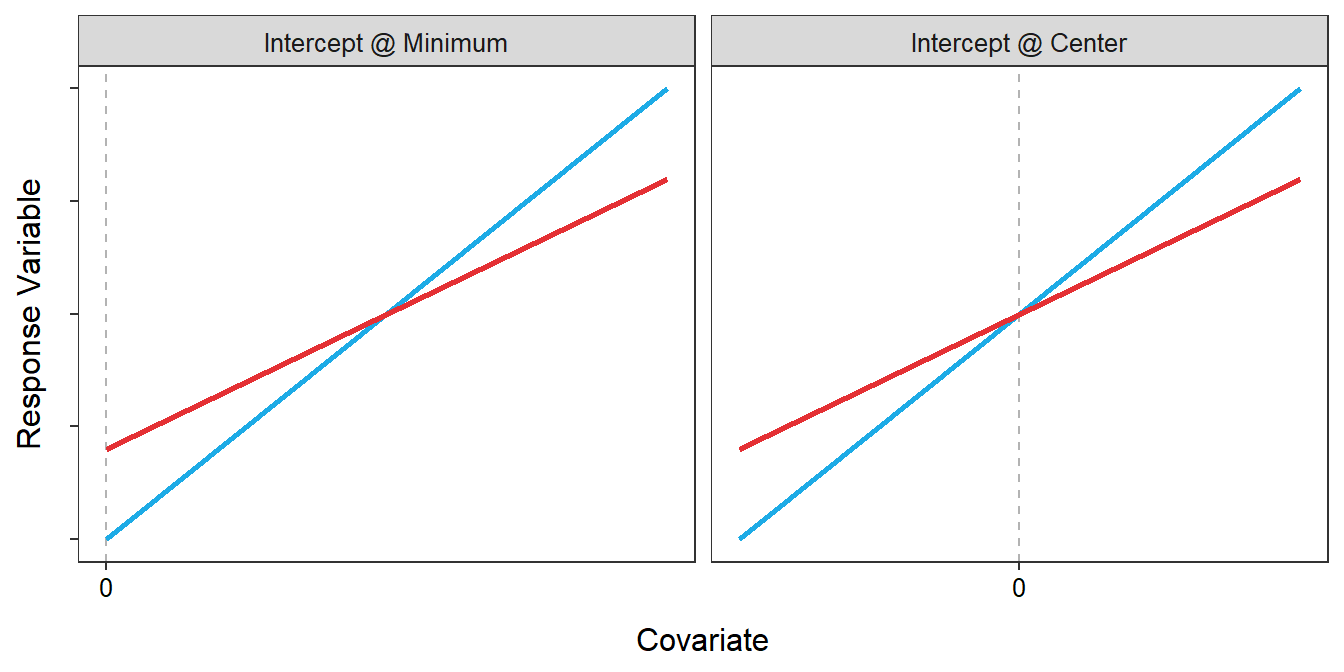 Intercept @ Minimum
Intercept @ Center
Response Variable
0
0
Covariate